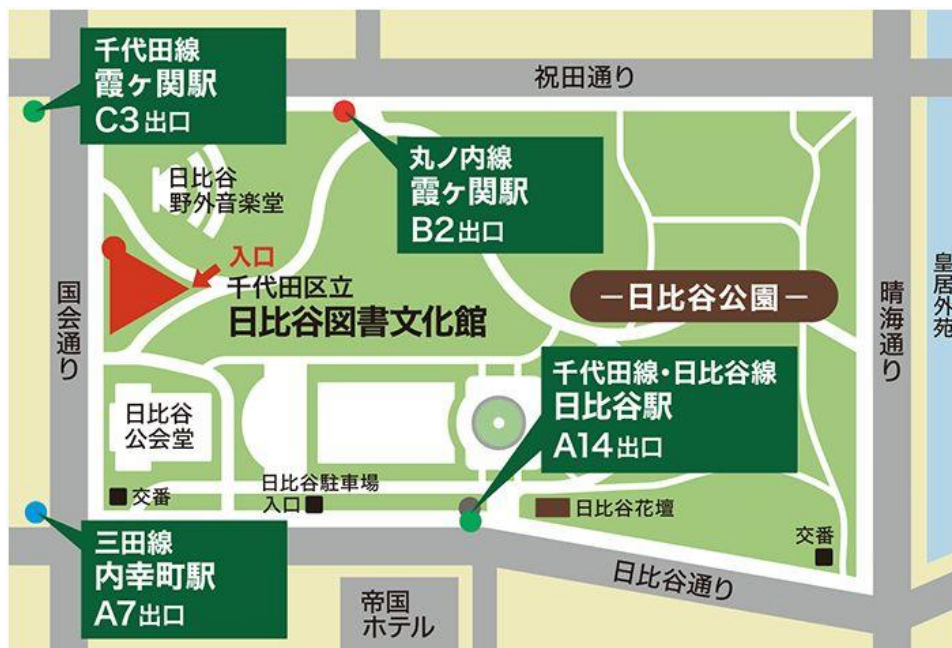 千代田線
霞ヶ関駅
C3出口
祝田通り
丸ノ内線
霞ヶ関駅
B2出口
日比谷
野外音楽堂
入口
千代田区立
日比谷図書文化館
国会通り
−日比谷公園−
晴海通り
皇居外苑
千代田線・日比谷線
日比谷駅
A14出口
日比谷
公会堂
交番
日比谷駐車場
入口
日比谷花壇
交番
三田線
内幸町駅
A7出口
日比谷通り
帝国
ホテル